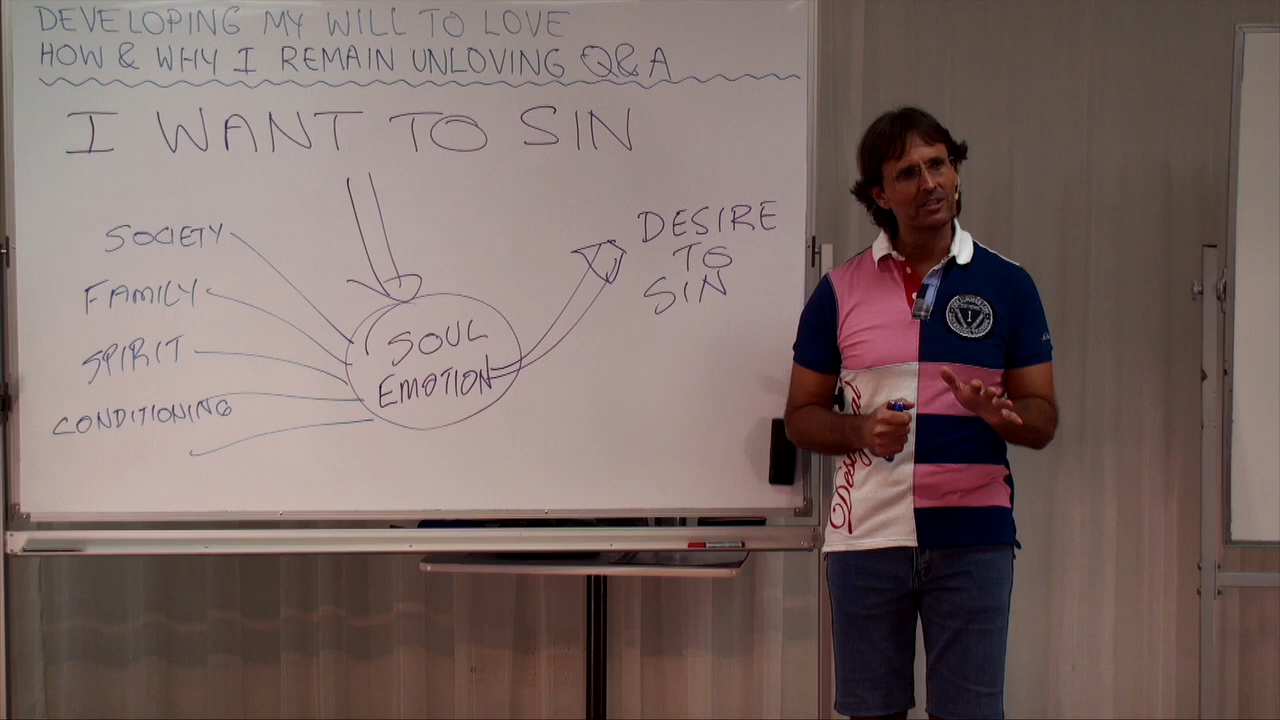 DEVELOPING MY WILL TO LOVE
HOW & WHY I REMAIN UNLOVING Q&A
I WANT TO SIN
SOCIETY
FAMILY
SPIRIT
CONDITIONING
SOUL
EMOTION
DESIRE
TO
SIN